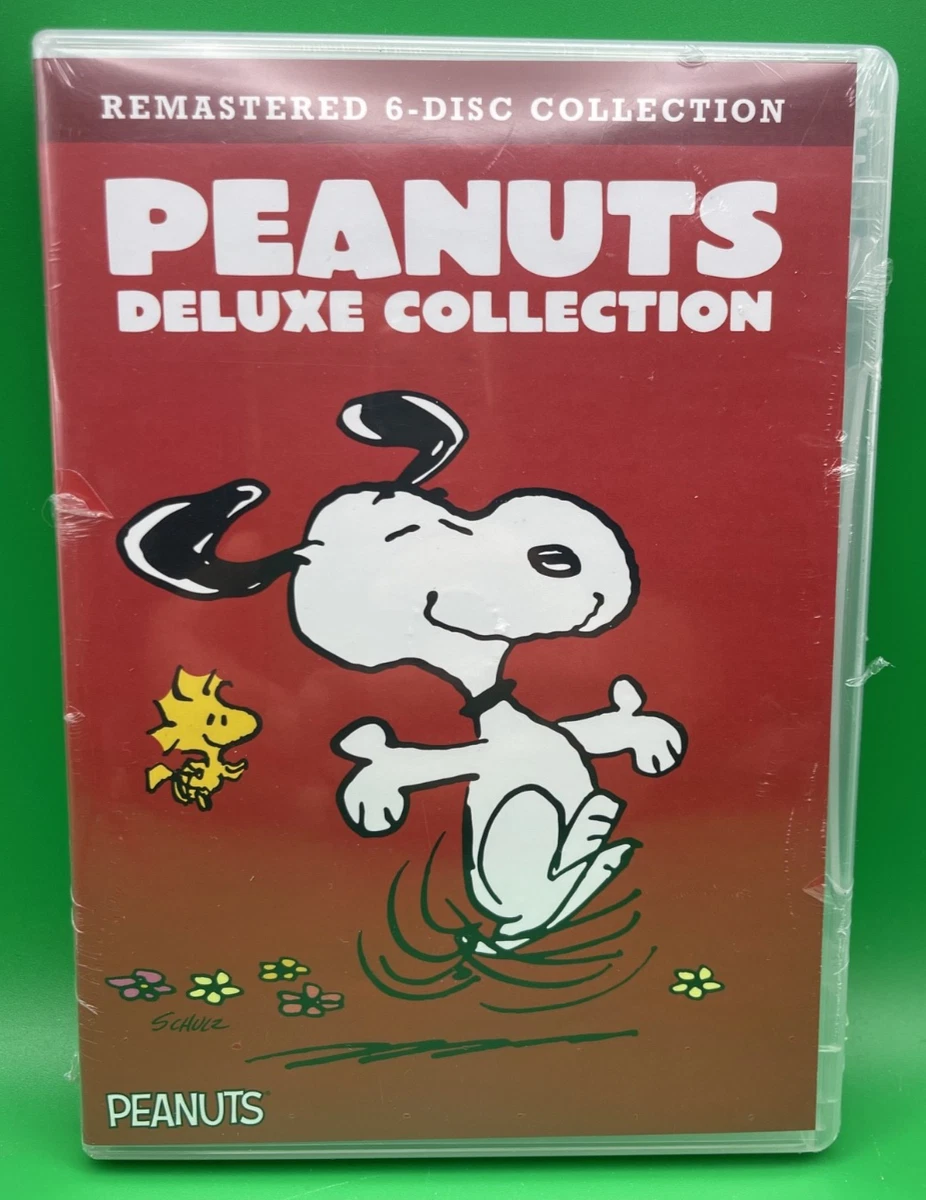 REMASTERED 6-DISC COLLECTION
PEANUTS
DELUXE COLLECTION
SCHULZ
PEANUTS